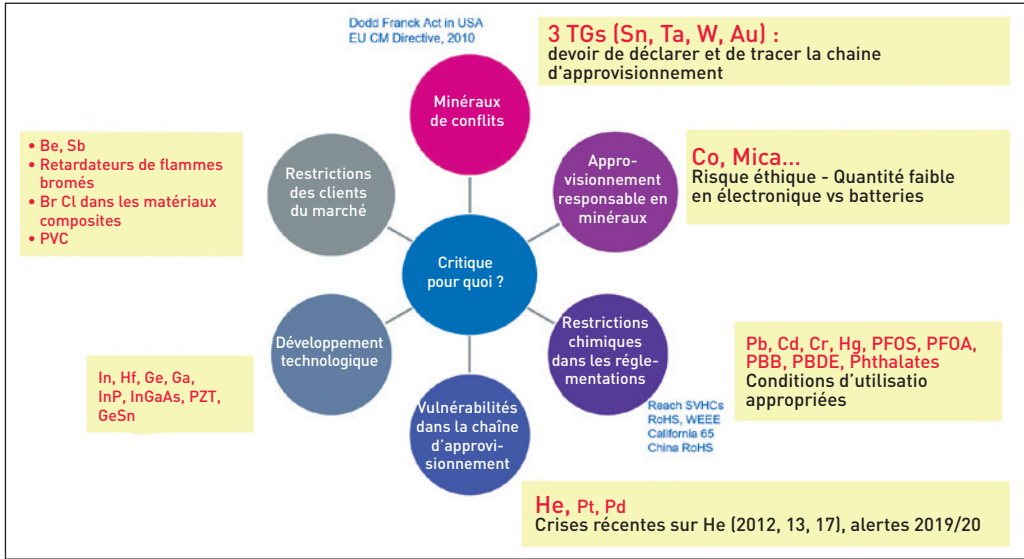 Dodd Franck Act in USA
EU CM Directive, 2010
3 TGs (Sn, Ta, W, Au) :
devoir de déclarer et de tracer la chaine
d'approvisionnement
Minéraux
de conflits
• Be, Sb
• Retardateurs de flammes
bromés
• Br Cl dans les matériaux
composites
• PVC
Restrictions
des clients
du marché
Appro-
visionnement
responsable en
minéraux
Co, Mica...
Risque éthique - Quantité faible
en électronique vs batteries
Critique
pour quoi ?
Développement
technologique
Restrictions
chimiques
dans les régle-
mentations
Pb, Cd, Cr, Hg, PFOS, PFOA,
PBB, PBDE, Phthalates
Conditions d'utilisatio
appropriées
In, Hf, Ge, Ga,
InP, InGaAs, PZT,
GeSn
Vulnérabilités
dans la chaîne
d'approvi-
sionnement
Reach SVHCs
RoHS, WEEE
California 65
China RoHS
He, Pt, Pd
Crises récentes sur He (2012, 13, 17), alertes 2019/20